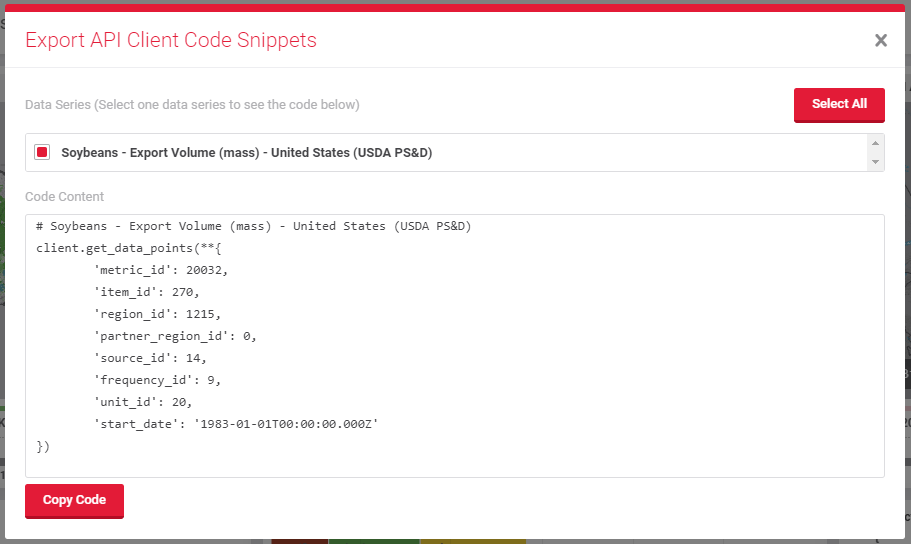 Export API Client Code Snippets
Data Series (Select one data series to see the code below)
Select All
Soybeans - Export Volume (mass) - United States (USDA PS&D)
Code Content
# Soybeans - Export Volume (mass) - United States (USDA PS&D)
client.get_data_points(**{
'metric_id': 20032,
'item_id': 270,
'region_id': 1215,
'partner_region_id': 0,
'source_id': 14,
'frequency_id': 9,
'unit_id': 20,
'start_date': '1983-01-01T00:00:00.000Z'
})
Copy Code